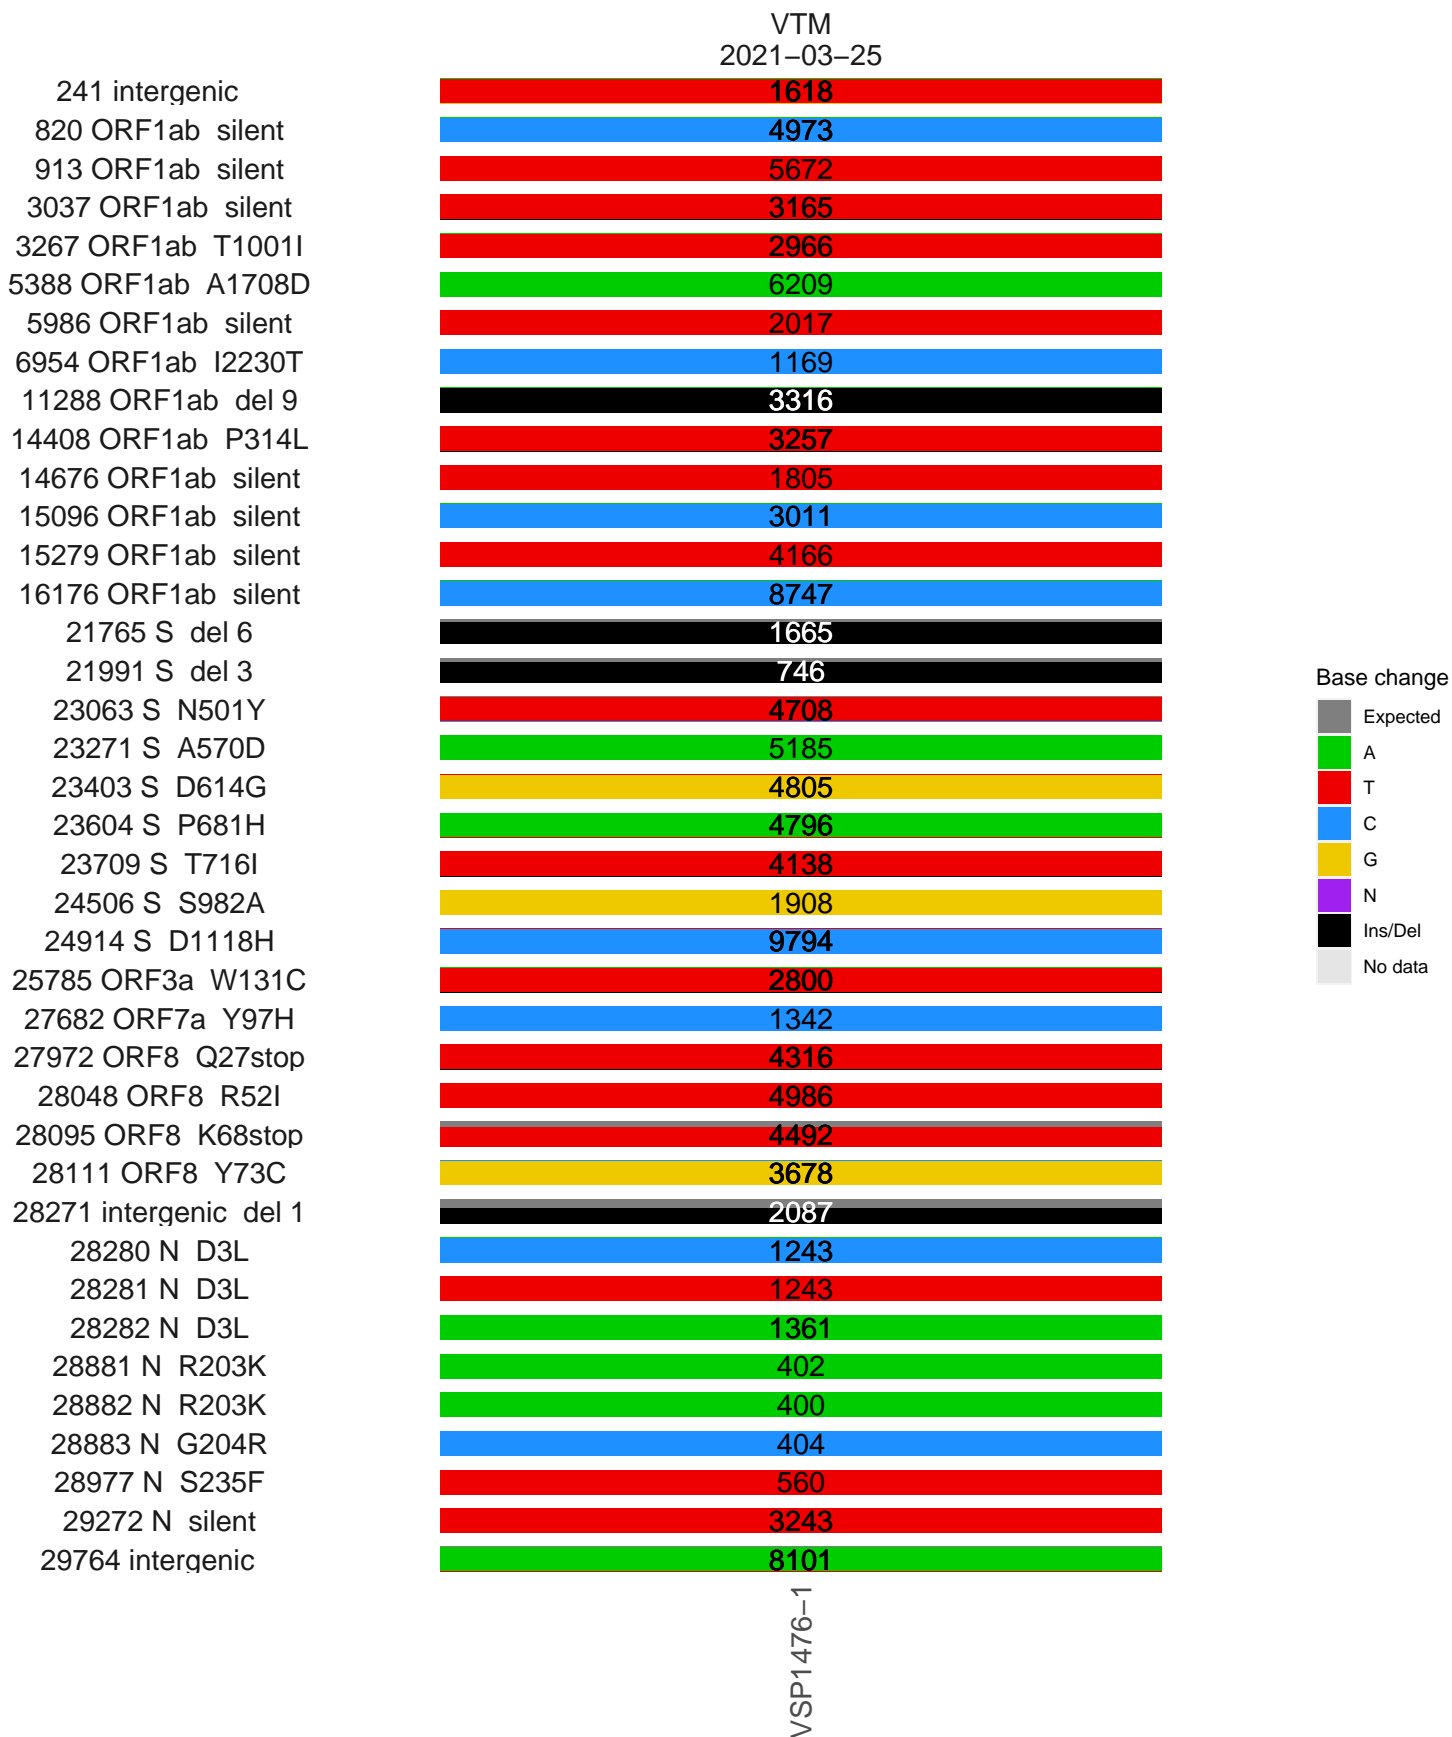 VTM
2021−03−25
241 intergenic 1618
820 ORF1ab silent 4973
913 ORF1ab silent 5672
3037 ORF1ab silent 3165
3267 ORF1ab T1001I 2966
5388 ORF1ab A1708D 6209
5986 ORF1ab silent 2017
6954 ORF1ab I2230T 1169
11288 ORF1ab del 9 3316
14408 ORF1ab P314L 3257
14676 ORF1ab silent 1805
15096 ORF1ab silent 3011
15279 ORF1ab silent 4166
16176 ORF1ab silent 8747
21765 S del 6 1665
21991 S del 3 746
23063 S N501Y 4708
23271 S A570D 5185
23403 S D614G 4805
23604 S P681H 4796
23709 S T716I 4138
24506 S S982A 1908
24914 S D1118H 9794
25785 ORF3a W131C 2800
27682 ORF7a Y97H 1342
27972 ORF8 Q27stop 4316
28048 ORF8 R52I 4986
28095 ORF8 K68stop 4492
28111 ORF8 Y73C 3678
28271 intergenic del 1 2087
28280 N D3L 1243
28281 N D3L 1243
28282 N D3L 1361
28881 N R203K 402
28882 N R203K 400
28883 N G204R 404
28977 N S235F 560
29272 N silent 3243
29764 intergenic 8101
VSP1476−1
Base change
Expected
A
T
C
G
N
Ins/Del
No data